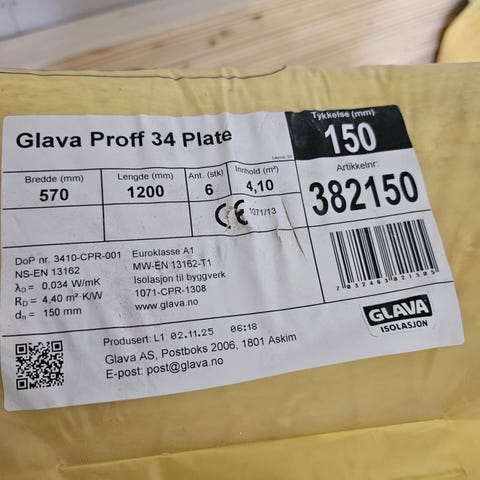 Glava Proff 34 Plate
Tykkelse (mm)
150
Bredde (mm) Lengde (mm) Ant. (stk) Innhold (m²)
570 1200 6 4,10
Artikkelnr:
382150
CE 1071/13
DoP nr. 3410-CPR-001 Euroklasse A1
NS-EN 13162 MW-EN 13162-T1
λD = 0,034 W/mK Isolasjon til byggverk
RD = 4,40 m²·K/W 1071-CPR-1308
dn = 150 mm www.glava.no
GLAVA
ISOLASJON
Produsert: L1 02.11.25 06:18
Glava AS, Postboks 2006, 1801 Askim
E-post: post@glava.no